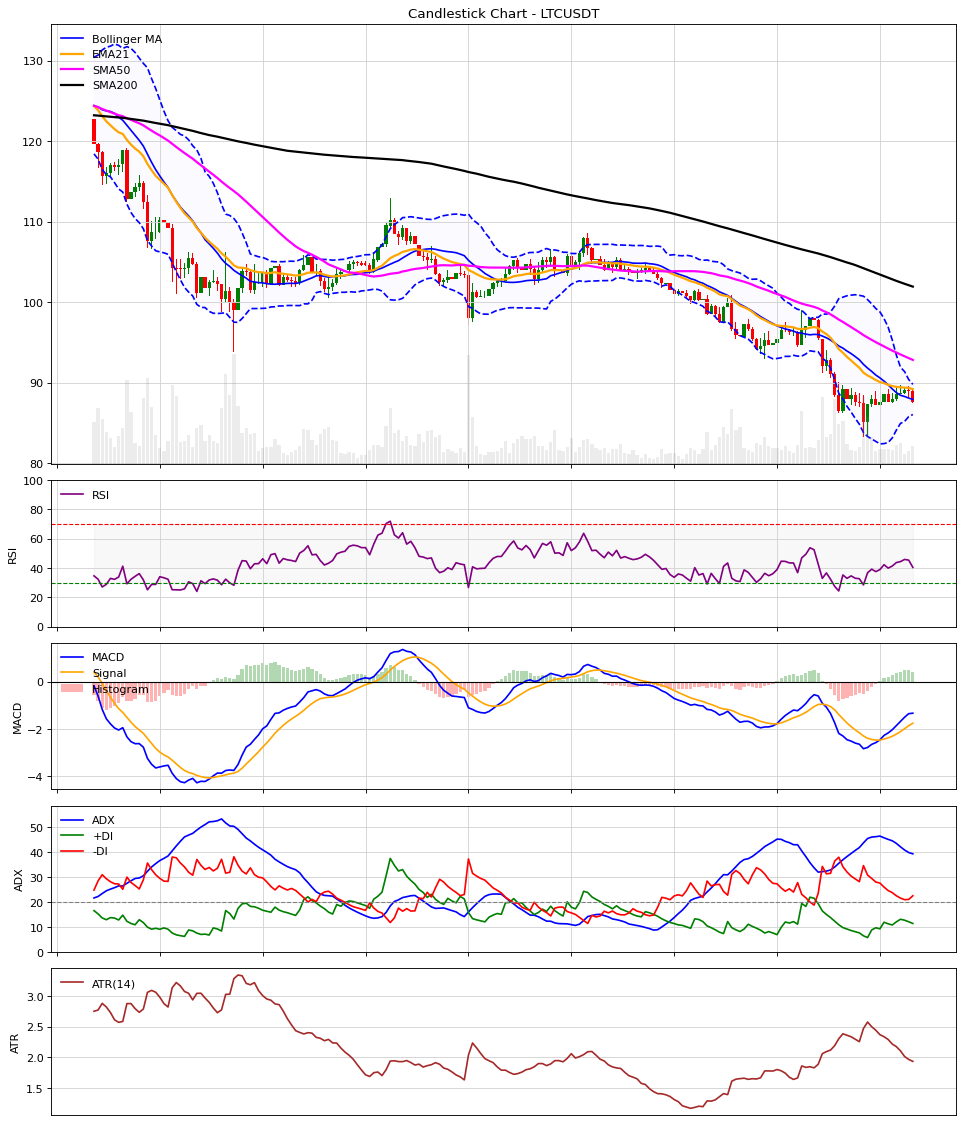 Candlestick Chart - LTCUSDT
Bollinger MA
EMA21
SMA50
SMA200
130
120
110
100
90
80
RSI
100
80
60
40
20
0
RSI
MACD
Signal
Histogram
0
−2
−4
MACD
ADX
+DI
-DI
50
40
30
20
10
0
ADX
ATR(14)
3.0
2.5
2.0
1.5
ATR